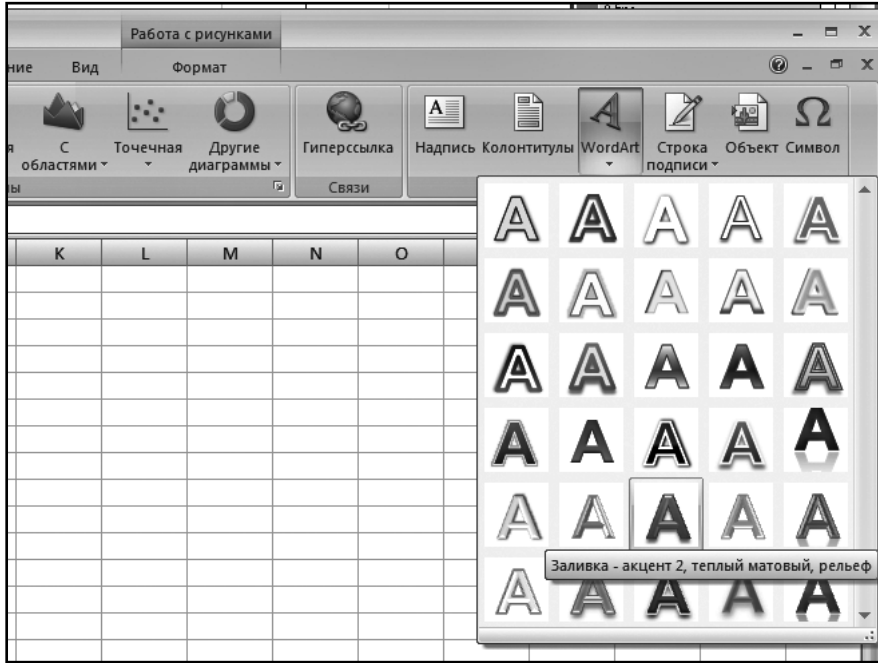 Работа с рисунками
ние Вид Формат
С областями
Точечная
Другие диаграммы
Гиперссылка
Надпись
Колонтитулы
WordArt
Строка подписи
Объект
Символ
Связи
K L M N O
Заливка - акцент 2, теплый матовый, рельеф